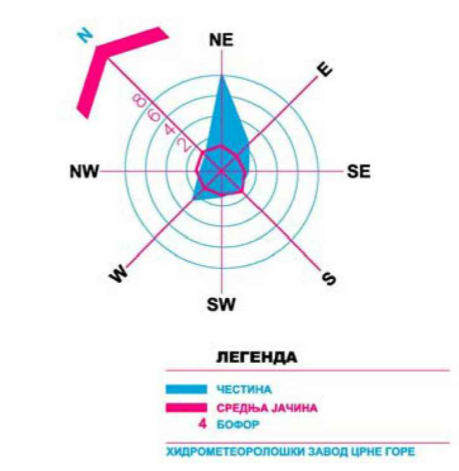 N
NE
E
8
6
4
2
NW
SE
W
S
SW
ЛЕГЕНДА
ЧЕСТИНА
СРЕДЊА ЈАЧИНА
4 БОФОР
ХИДРОМЕТЕОРОЛОШКИ ЗАВОД ЦРНЕ ГОРЕ